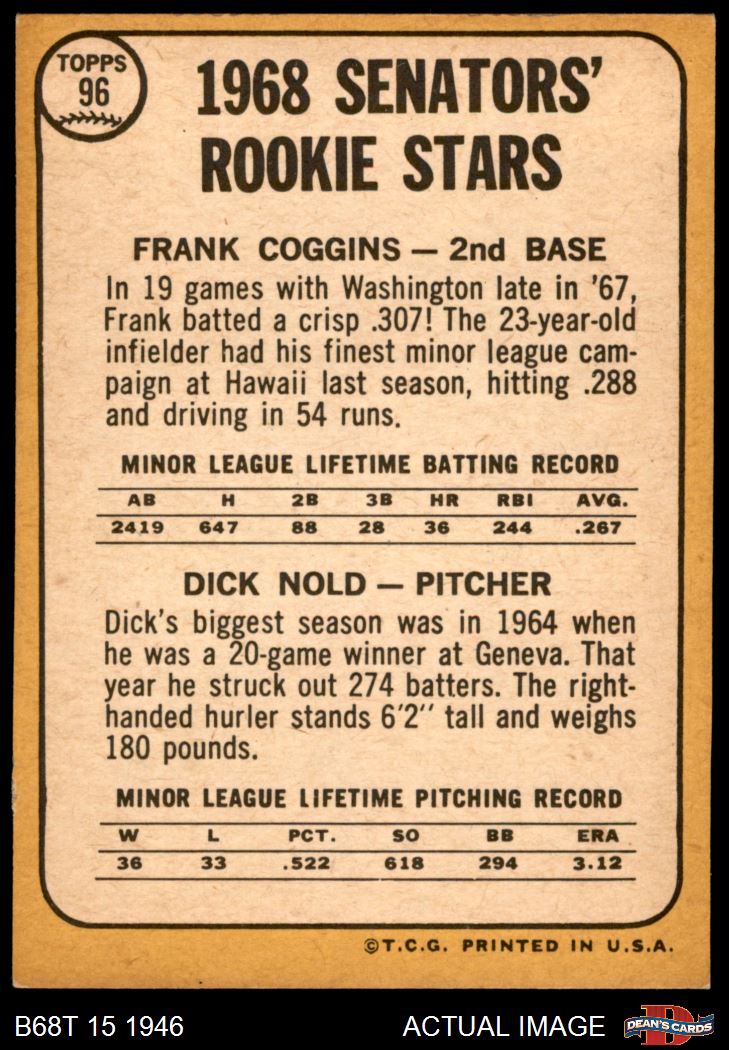 TOPPS
96
1968 SENATORS'
ROOKIE STARS
FRANK COGGINS — 2nd BASE
In 19 games with Washington late in '67,
Frank batted a crisp .307! The 23-year-old
infielder had his finest minor league cam-
paign at Hawaii last season, hitting .288
and driving in 54 runs.
MINOR LEAGUE LIFETIME BATTING RECORD
AB H 2B 3B HR RBI AVG.
2419 647 88 28 36 244 .267
DICK NOLD — PITCHER
Dick's biggest season was in 1964 when
he was a 20-game winner at Geneva. That
year he struck out 274 batters. The right-
handed hurler stands 6'2'' tall and weighs
180 pounds.
MINOR LEAGUE LIFETIME PITCHING RECORD
W L PCT. SO BB ERA
36 33 .522 618 294 3.12
©T.C.G. PRINTED IN U.S.A.
B68T 15 1946 ACTUAL IMAGE DEAN'S CARDS